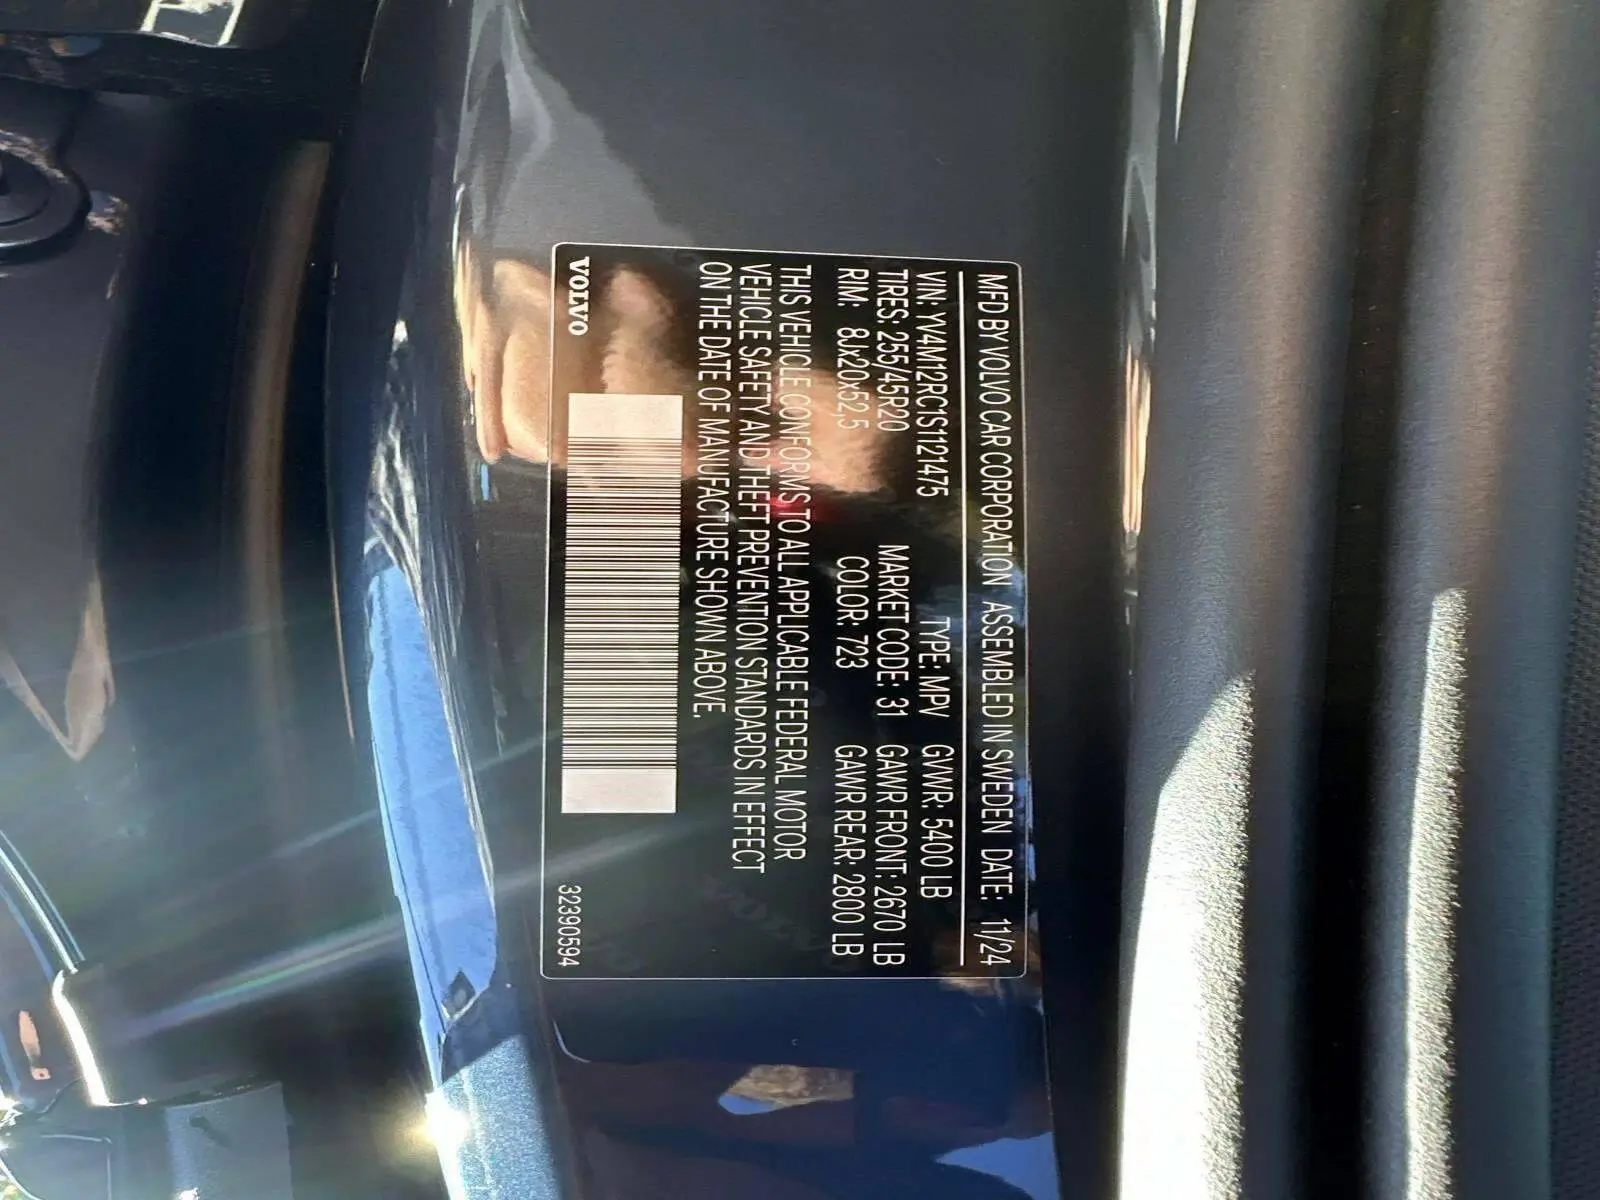 MFD BY VOLVO CAR CORPORATION ASSEMBLED IN SWEDEN DATE: 11/24
VIN: YV4M12RC1S1121475 TYPE: MPV GVWR: 5400 LB
TIRES: 255/45R20 MARKET CODE: 31 GAWR FRONT: 2670 LB
RIM: 8Jx20x52,5 COLOR: 723 GAWR REAR: 2800 LB
THIS VEHICLE CONFORMS TO ALL APPLICABLE FEDERAL MOTOR
VEHICLE SAFETY AND THEFT PREVENTION STANDARDS IN EFFECT
ON THE DATE OF MANUFACTURE SHOWN ABOVE.
VOLVO 32390594